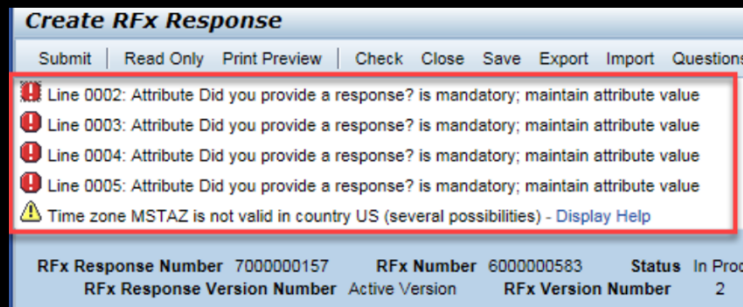 Create RFx Response
Submit | Read Only Print Preview | Check Close Save Export Import Questions
Line 0002: Attribute Did you provide a response? is mandatory; maintain attribute value
Line 0003: Attribute Did you provide a response? is mandatory; maintain attribute value
Line 0004: Attribute Did you provide a response? is mandatory; maintain attribute value
Line 0005: Attribute Did you provide a response? is mandatory; maintain attribute value
Time zone MSTAZ is not valid in country US (several possibilities) - Display Help
RFx Response Number 7000000157 RFx Number 6000000583 Status In Proc
RFx Response Version Number Active Version RFx Version Number 2